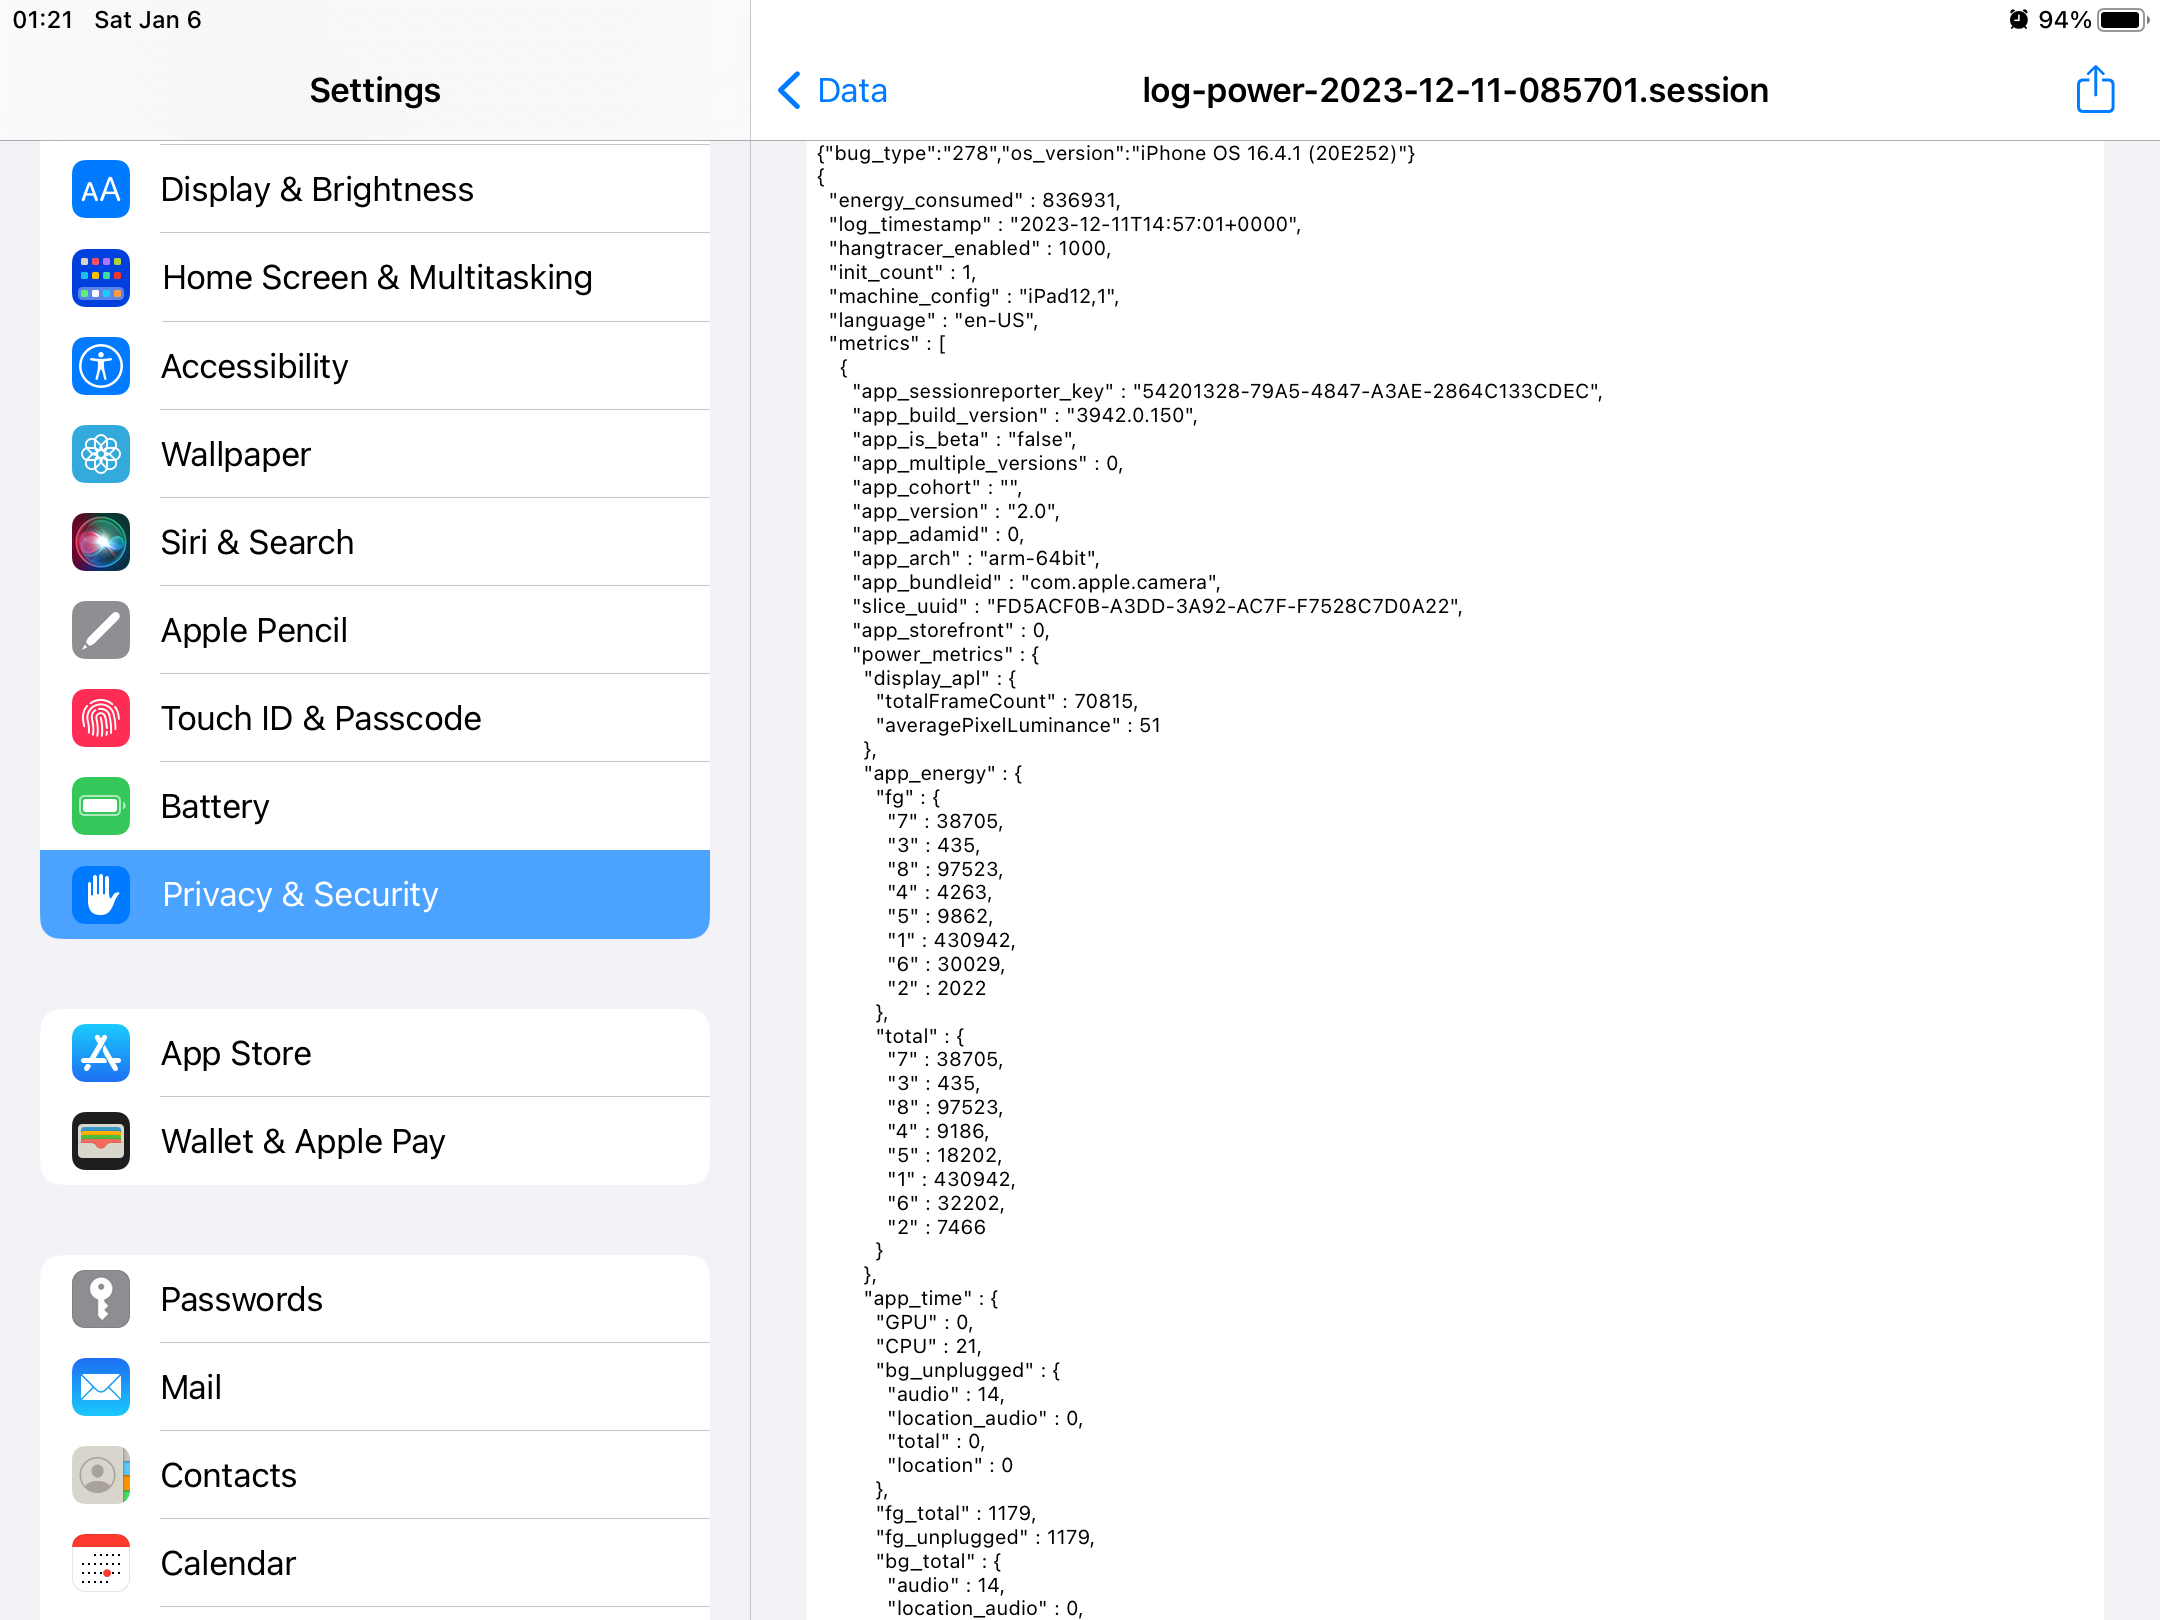 01:21 Sat Jan 6
94%
Settings
Display & Brightness
Home Screen & Multitasking
Accessibility
Wallpaper
Siri & Search
Apple Pencil
Touch ID & Passcode
Battery
Privacy & Security
App Store
Wallet & Apple Pay
Passwords
Mail
Contacts
Calendar
Data
log-power-2023-12-11-085701.session
{"bug_type":"278","os_version":"iPhone OS 16.4.1 (20E252)"}
{
"energy_consumed" : 836931,
"log_timestamp" : "2023-12-11T14:57:01+0000",
"hangtracer_enabled" : 1000,
"init_count" : 1,
"machine_config" : "iPad12,1",
"language" : "en-US",
"metrics" : [
{
"app_sessionreporter_key" : "54201328-79A5-4847-A3AE-2864C133CDEC",
"app_build_version" : "3942.0.150",
"app_is_beta" : "false",
"app_multiple_versions" : 0,
"app_cohort" : "",
"app_version" : "2.0",
"app_adamid" : 0,
"app_arch" : "arm-64bit",
"app_bundleid" : "com.apple.camera",
"slice_uuid" : "FD5ACF0B-A3DD-3A92-AC7F-F7528C7D0A22",
"app_storefront" : 0,
"power_metrics" : {
"display_apl" : {
"totalFrameCount" : 70815,
"averagePixelLuminance" : 51
},
"app_energy" : {
"fg" : {
"7" : 38705,
"3" : 435,
"8" : 97523,
"4" : 4263,
"5" : 9862,
"1" : 430942,
"6" : 30029,
"2" : 2022
},
"total" : {
"7" : 38705,
"3" : 435,
"8" : 97523,
"4" : 9186,
"5" : 18202,
"1" : 430942,
"6" : 32202,
"2" : 7466
}
},
"app_time" : {
"GPU" : 0,
"CPU" : 21,
"bg_unplugged" : {
"audio" : 14,
"location_audio" : 0,
"total" : 0,
"location" : 0
},
"fg_total" : 1179,
"fg_unplugged" : 1179,
"bg_total" : {
"audio" : 14,
"location_audio" : 0,